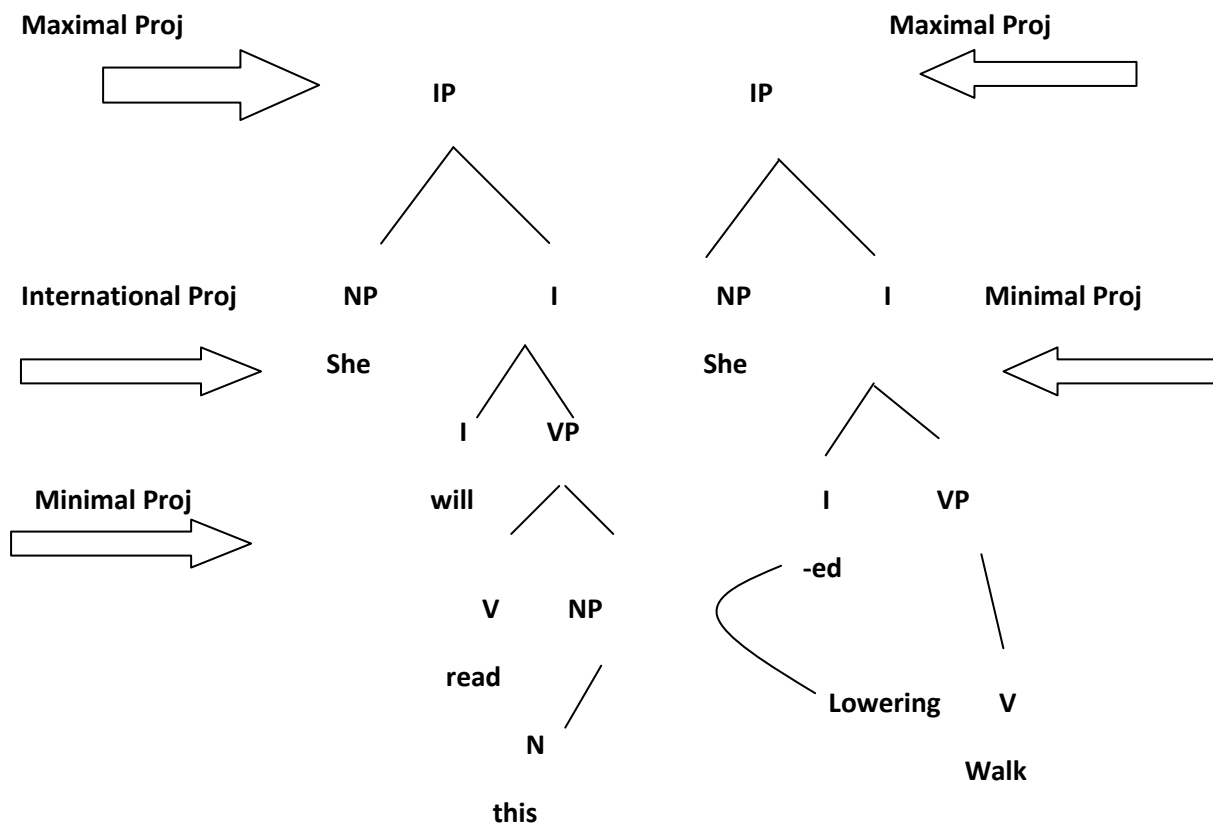 Maximal Proj Maximal Proj
IP IP
International Proj NP I NP I Minimal Proj
She She
I VP
Minimal Proj will I VP
-ed
V NP
read
Lowering V
N
Walk
this